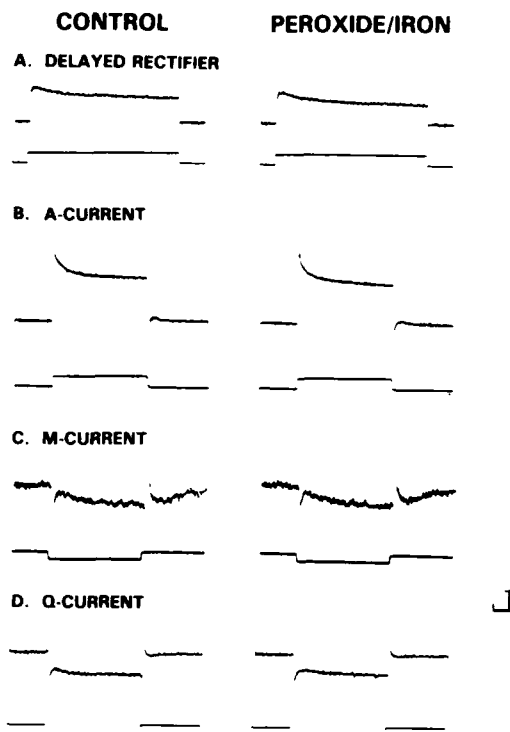 CONTROL PEROXIDE/IRON
A. DELAYED RECTIFIER
B. A-CURRENT
C. M-CURRENT
D. Q-CURRENT